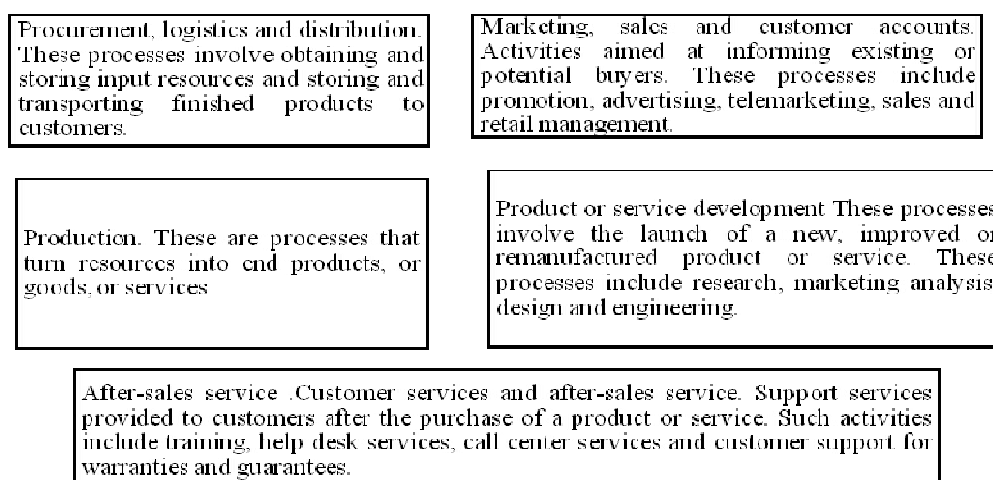 Procurement, logistics and distribution.
These processes involve obtaining and
storing input resources and storing and
transporting finished products to
customers.
Marketing, sales and customer accounts.
Activities aimed at informing existing or
potential buyers. These processes include
promotion, advertising, telemarketing, sales and
retail management.
Production. These are processes that
turn resources into end products, or
goods, or services
Product or service development These processes
involve the launch of a new, improved or
remanufactured product or service. These
processes include research, marketing analysis,
design and engineering.
After-sales service .Customer services and after-sales service. Support services
provided to customers after the purchase of a product or service. Such activities
include training, help desk services, call center services and customer support for
warranties and guarantees.